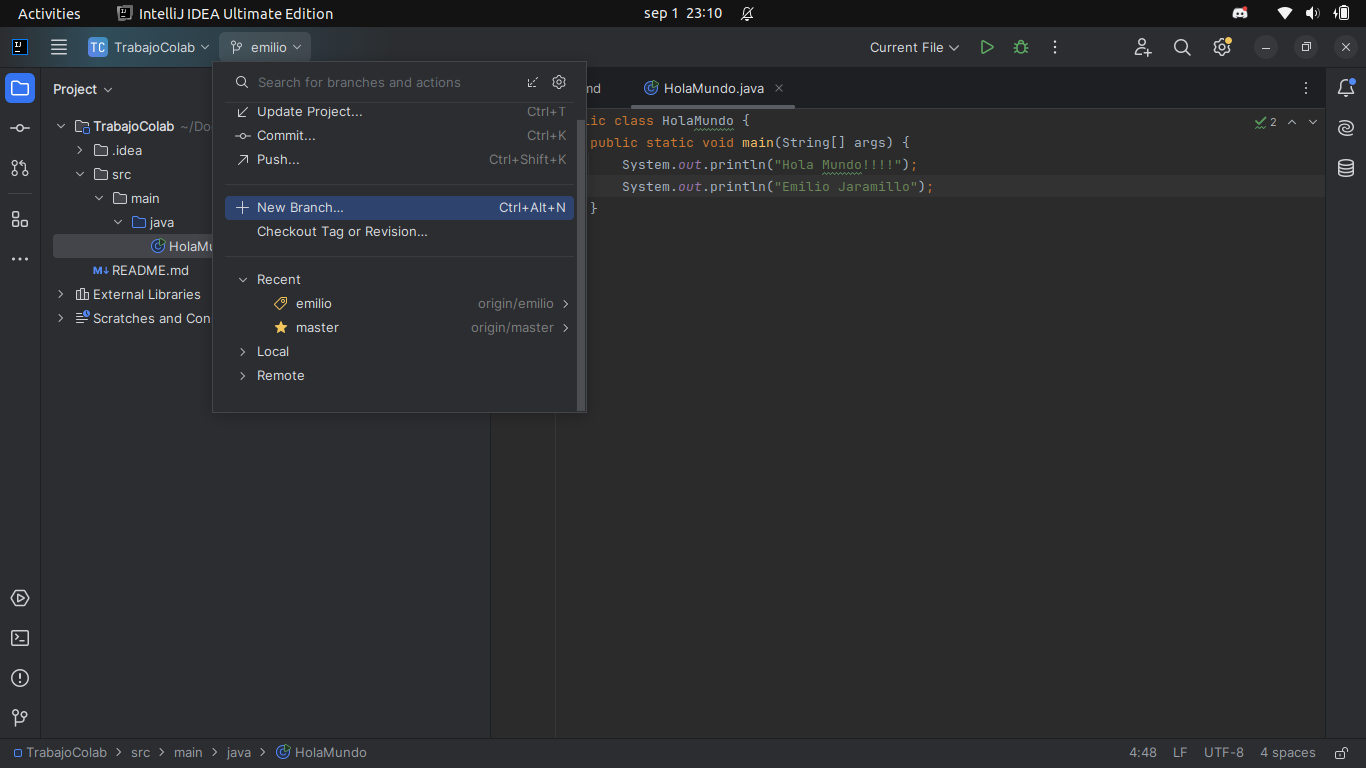 Activities IntelliJ IDEA Ultimate Edition sep 1 23:10
TC TrabajoColab emilio Current File
Search for branches and actions
Project
md HolaMundo.java
Update Project... Ctrl+T
Commit... Ctrl+K
Push... Ctrl+Shift+K
New Branch... Ctrl+Alt+N
Checkout Tag or Revision...
Recent
emilio origin/emilio
master origin/master
Local
Remote
TrabajoColab ~/Do
.idea
src
main
java
HolaMu
M↓ README.md
External Libraries
Scratches and Con
lic class HolaMundo {
public static void main(String[] args) {
System.out.println("Hola Mundo!!!!");
System.out.println("Emilio Jaramillo");
}
2
TrabajoColab > src > main > java > HolaMundo 4:48 LF UTF-8 4 spaces